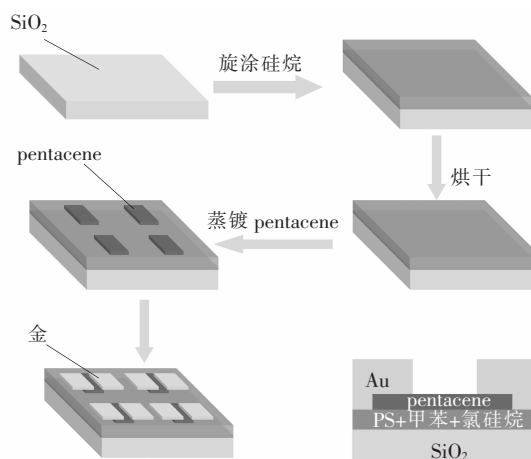 SiO₂
旋涂硅烷
烘干
pentacene
蒸镀 pentacene
金
Au
pentacene
PS+甲苯+氯硅烷
SiO₂